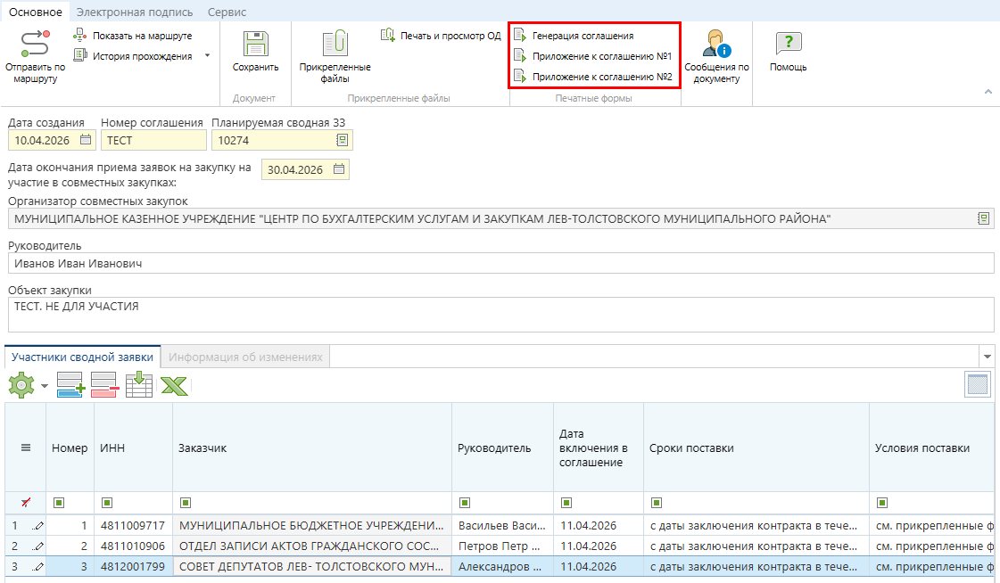 Основное Электронная подпись Сервис
Отправить по маршруту
Показать на маршруте
История прохождения
Сохранить
Документ
Прикрепленные файлы
Печать и просмотр ОД
Прикрепленные файлы
Генерация соглашения
Приложение к соглашению №1
Приложение к соглашению №2
Печатные формы
Сообщения по документу
Помощь
Дата создания Номер соглашения Планируемая сводная ЗЗ
10.04.2026 ТЕСТ 10274
Дата окончания приема заявок на закупку на
участие в совместных закупках:
30.04.2026
Организатор совместных закупок
МУНИЦИПАЛЬНОЕ КАЗЕННОЕ УЧРЕЖДЕНИЕ "ЦЕНТР ПО БУХГАЛТЕРСКИМ УСЛУГАМ И ЗАКУПКАМ ЛЕВ-ТОЛСТОВСКОГО МУНИЦИПАЛЬНОГО РАЙОНА"
Руководитель
Иванов Иван Иванович
Объект закупки
ТЕСТ. НЕ ДЛЯ УЧАСТИЯ
Участники сводной заявки Информация об изменениях
Номер ИНН Заказчик Руководитель Дата включения в соглашение Сроки поставки Условия поставки
1 1 4811009717 МУНИЦИПАЛЬНОЕ БЮДЖЕТНОЕ УЧРЕЖДЕНИ... Васильев Васи... 11.04.2026 с даты заключения контракта в тече... см. прикрепленные ф
2 2 4811010906 ОТДЕЛ ЗАПИСИ АКТОВ ГРАЖДАНСКОГО СОС... Петров Петр ... 11.04.2026 с даты заключения контракта в тече... см. прикрепленные ф
3 3 4812001799 СОВЕТ ДЕПУТАТОВ ЛЕВ- ТОЛСТОВСКОГО МУН... Александров ... 11.04.2026 с даты заключения контракта в тече... см. прикрепленные ф